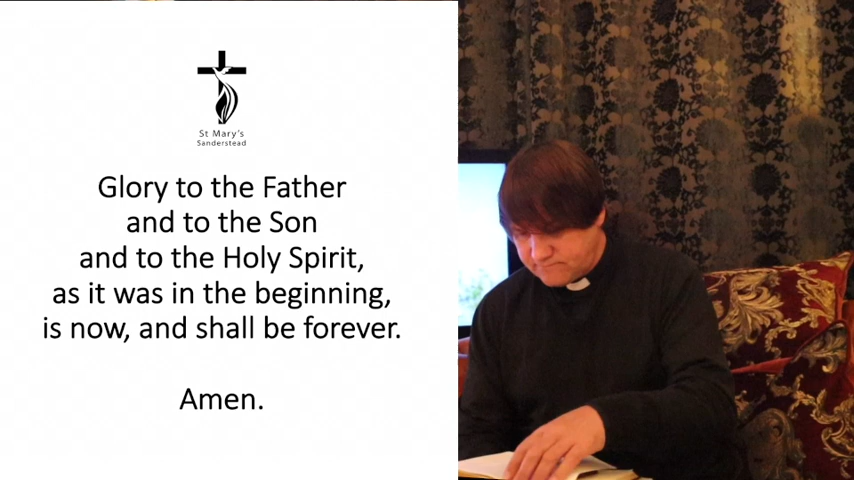 St Mary's
Sanderstead
Glory to the Father
and to the Son
and to the Holy Spirit,
as it was in the beginning,
is now, and shall be forever.
Amen.